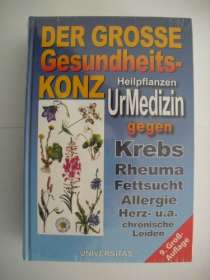 DER GROSSE
Gesundheits-
KONZ
Heilpflanzen
UrMedizin
gegen
Krebs
Rheuma
Fettsucht
Allergie
Herz- u.a.
chronische
Leiden
9. Groß-
Auflage
UNIVERSITAS